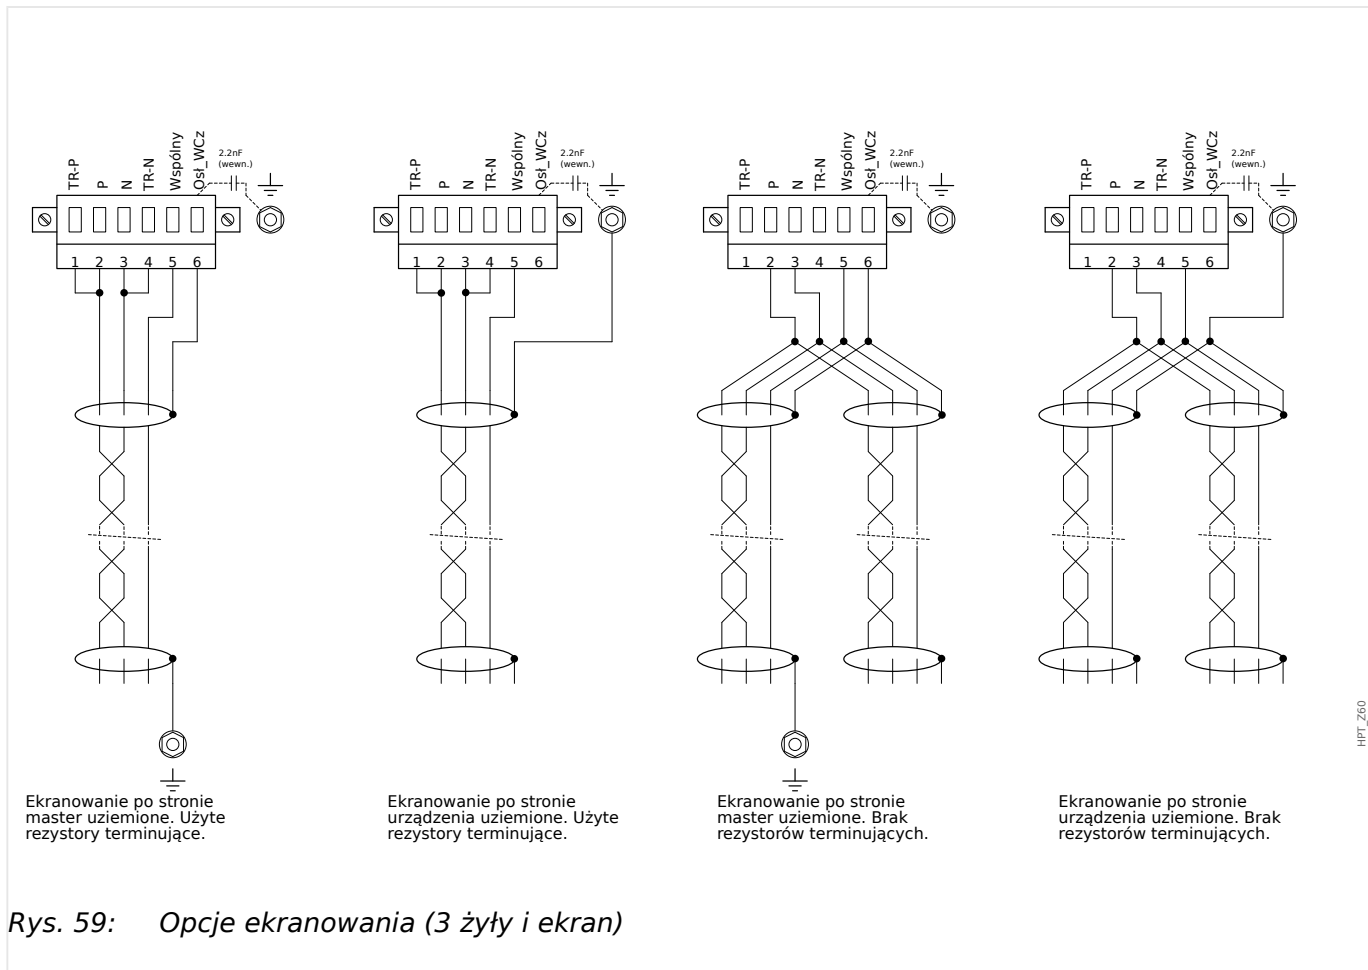 TR-P
P
N
TR-N
Wspólny
Osł_WCz
2.2nF
(wewn.)
1 2 3 4 5 6
Ekranowanie po stronie
master uziemione. Użyte
rezystory terminujące.
TR-P
P
N
TR-N
Wspólny
Osł_WCz
2.2nF
(wewn.)
1 2 3 4 5 6
Ekranowanie po stronie
urządzenia uziemione. Użyte
rezystory terminujące.
TR-P
P
N
TR-N
Wspólny
Osł_WCz
2.2nF
(wewn.)
1 2 3 4 5 6
Ekranowanie po stronie
master uziemione. Brak
rezystorów terminujących.
TR-P
P
N
TR-N
Wspólny
Osł_WCz
2.2nF
(wewn.)
1 2 3 4 5 6
Ekranowanie po stronie
urządzenia uziemione. Brak
rezystorów terminujących.
HPT_Z60
Rys. 59: Opcje ekranowania (3 żyły i ekran)